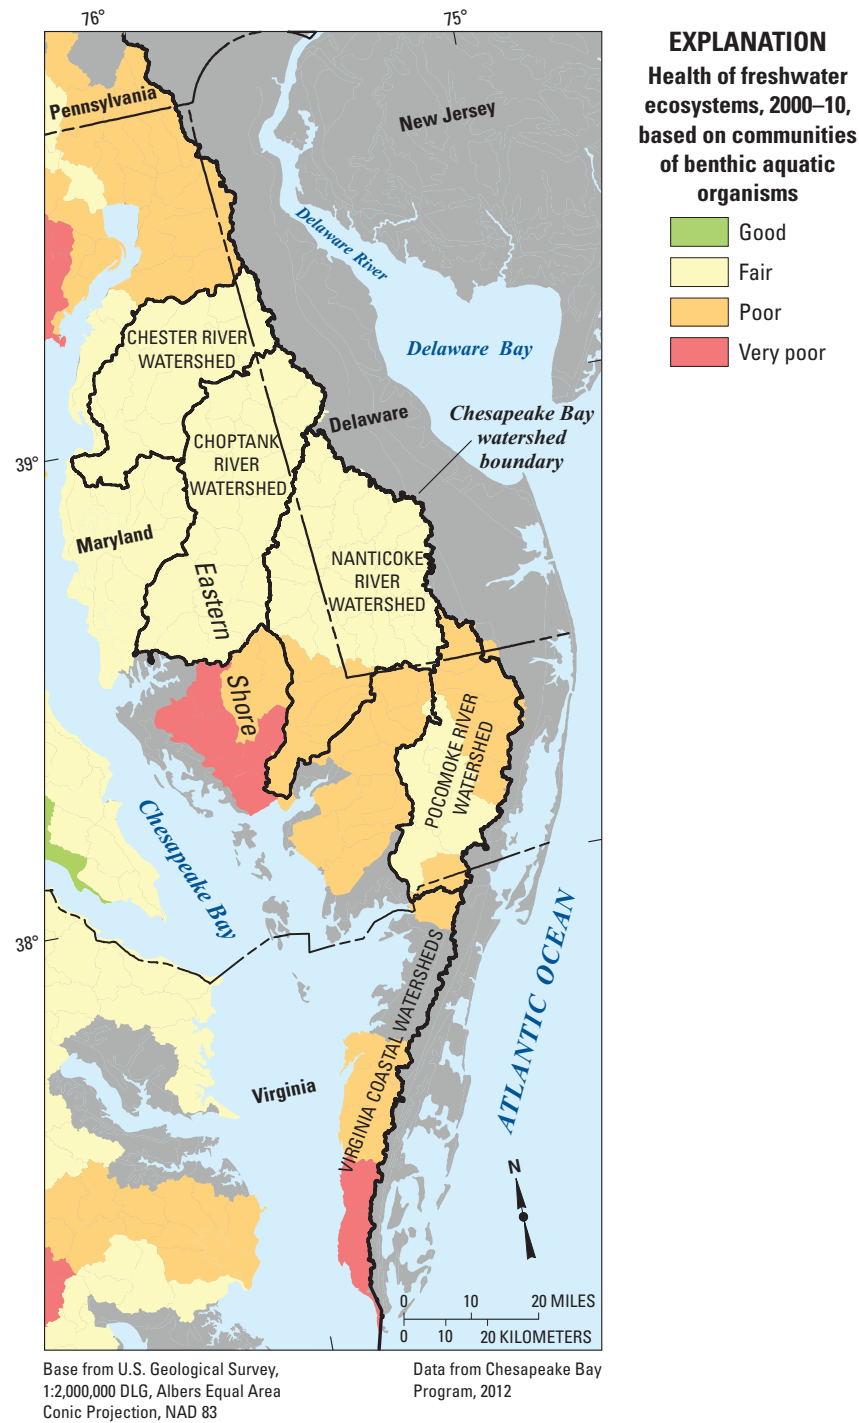 76°
75°
EXPLANATION
Health of freshwater
ecosystems, 2000–10,
based on communities
of benthic aquatic
organisms
Good
Fair
Poor
Very poor
Pennsylvania
New Jersey
Delaware River
CHESTER RIVER
WATERSHED
Delaware Bay
Delaware
Chesapeake Bay
watershed
boundary
CHOPTANK
RIVER
WATERSHED
39°
Maryland
NANTICOKE
RIVER
WATERSHED
Eastern
Shore
POCOMOKE RIVER
WATERSHED
Chesapeake Bay
38°
ATLANTIC OCEAN
VIRGINIA COASTAL WATERSHEDS
Virginia
N
0 10 20 MILES
0 10 20 KILOMETERS
Base from U.S. Geological Survey,
1:2,000,000 DLG, Albers Equal Area
Conic Projection, NAD 83
Data from Chesapeake Bay
Program, 2012